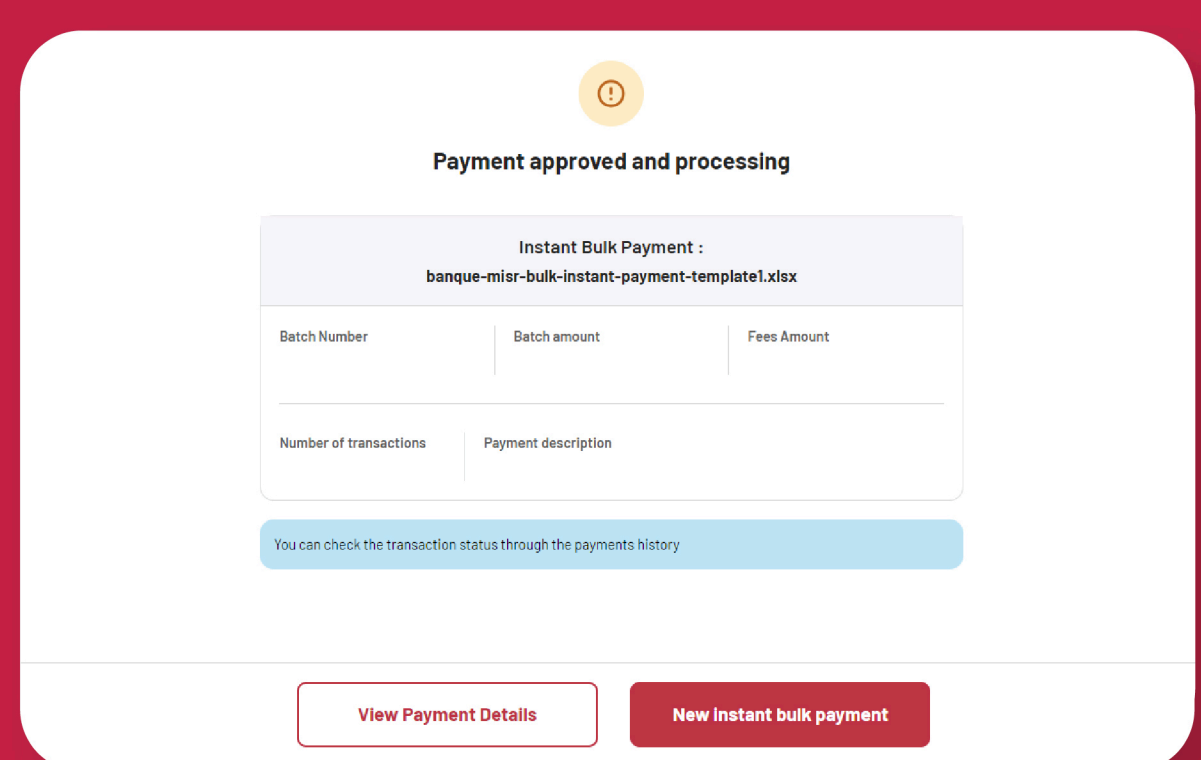 Payment approved and processing
Instant Bulk Payment :
banque-misr-bulk-instant-payment-template1.xlsx
Batch Number
Batch amount
Fees Amount
Number of transactions
Payment description
You can check the transaction status through the payments history
View Payment Details
New instant bulk payment